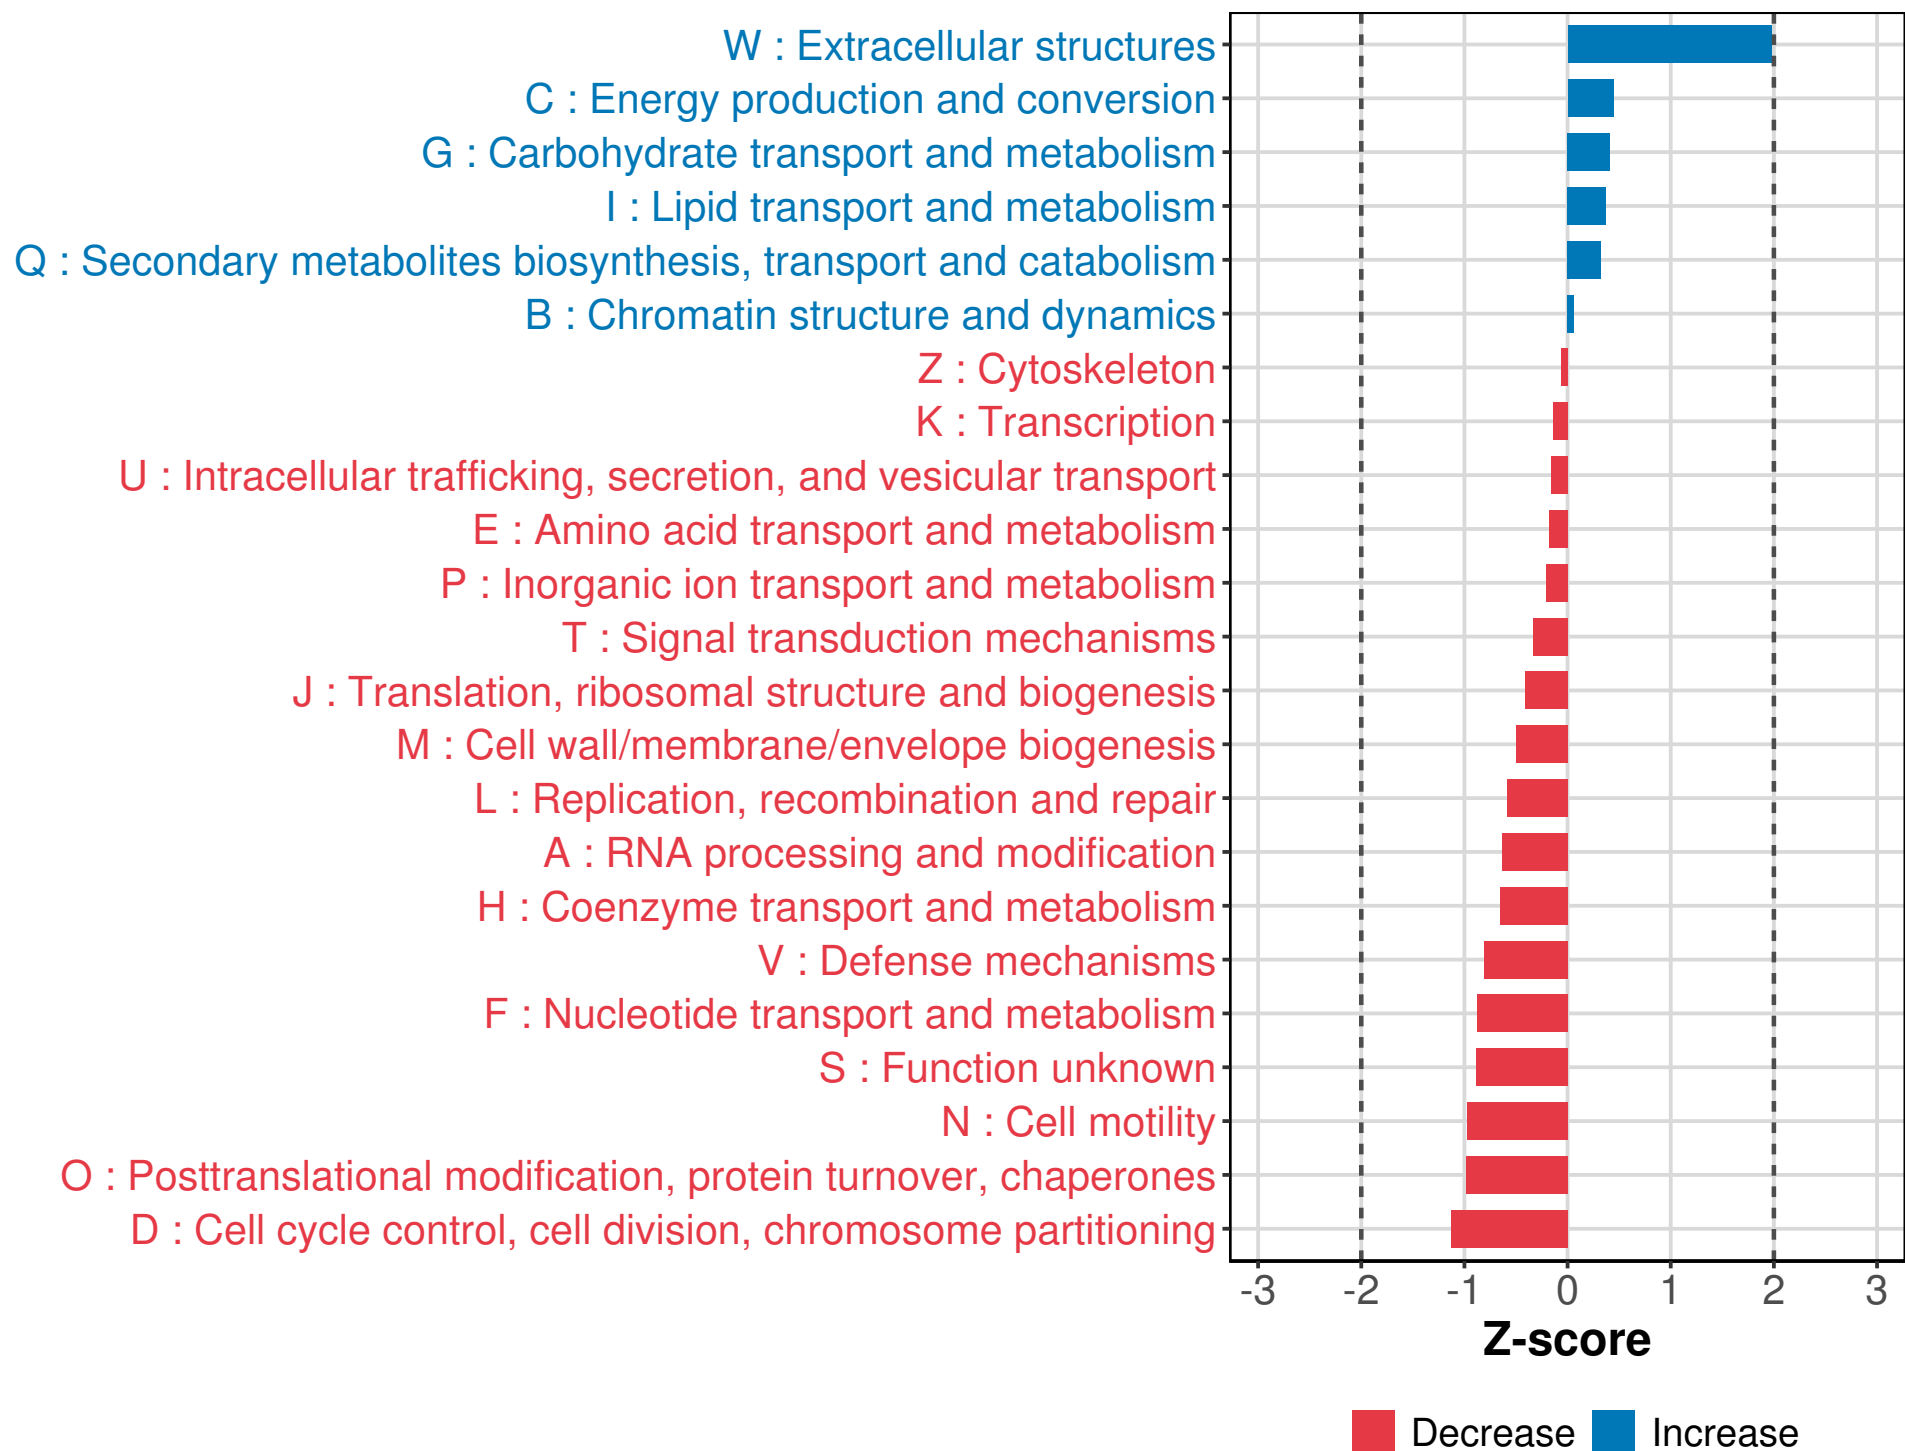 W : Extracellular structures
C : Energy production and conversion
G : Carbohydrate transport and metabolism
I : Lipid transport and metabolism
Q : Secondary metabolites biosynthesis, transport and catabolism
B : Chromatin structure and dynamics
Z : Cytoskeleton
K : Transcription
U : Intracellular trafficking, secretion, and vesicular transport
E : Amino acid transport and metabolism
P : Inorganic ion transport and metabolism
T : Signal transduction mechanisms
J : Translation, ribosomal structure and biogenesis
M : Cell wall/membrane/envelope biogenesis
L : Replication, recombination and repair
A : RNA processing and modification
H : Coenzyme transport and metabolism
V : Defense mechanisms
F : Nucleotide transport and metabolism
S : Function unknown
N : Cell motility
O : Posttranslational modification, protein turnover, chaperones
D : Cell cycle control, cell division, chromosome partitioning
-3 -2 -1 0 1 2 3
Z-score
Decrease Increase